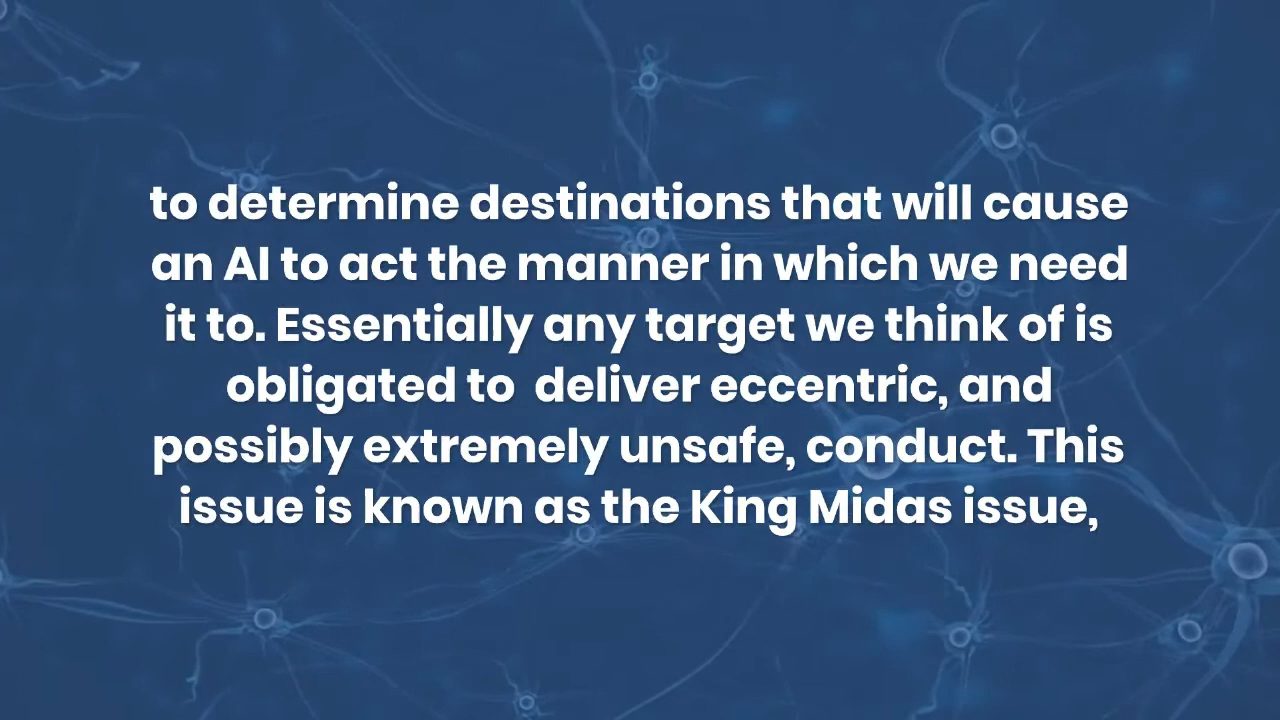 to determine destinations that will cause
an AI to act the manner in which we need
it to. Essentially any target we think of is
obligated to  deliver eccentric, and
possibly extremely unsafe, conduct. This
issue is known as the King Midas issue,